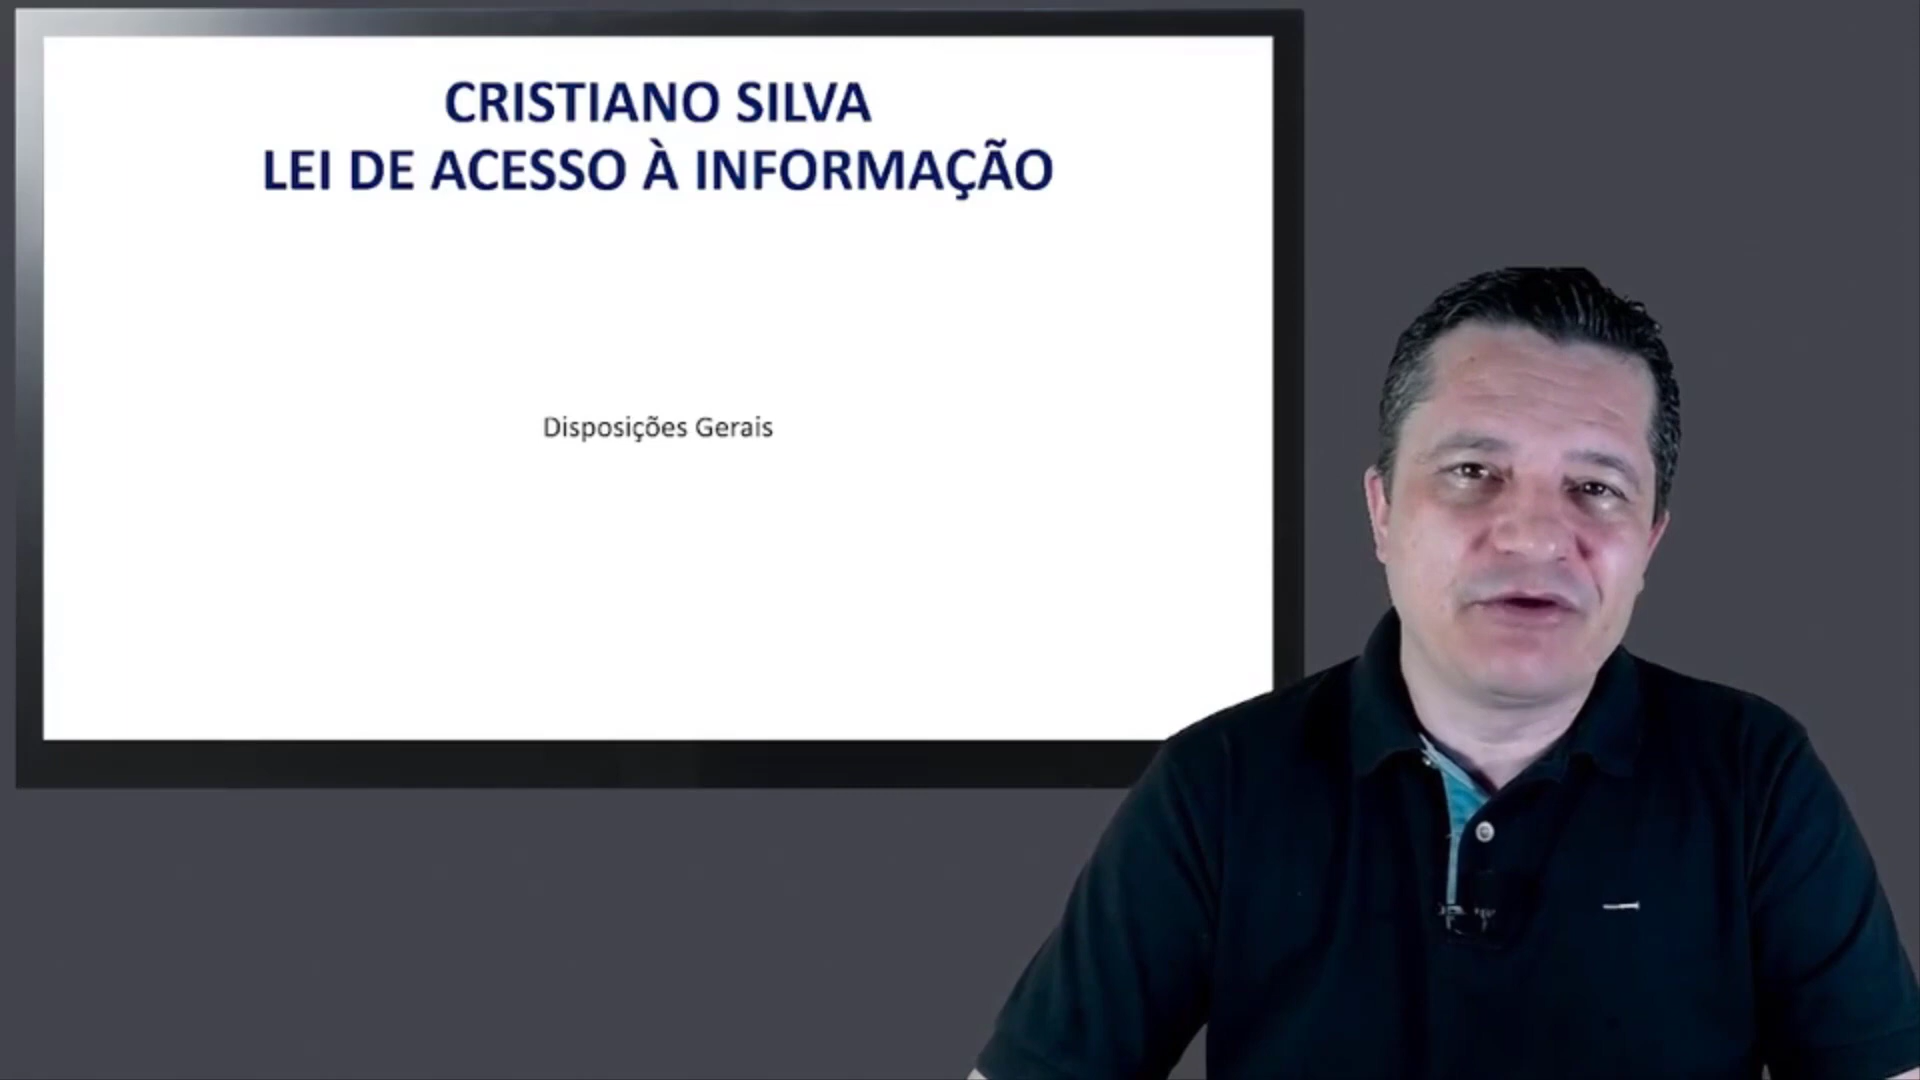 CRISTIANO SILVA
LEI DE ACESSO À INFORMAÇÃO
Disposições Gerais